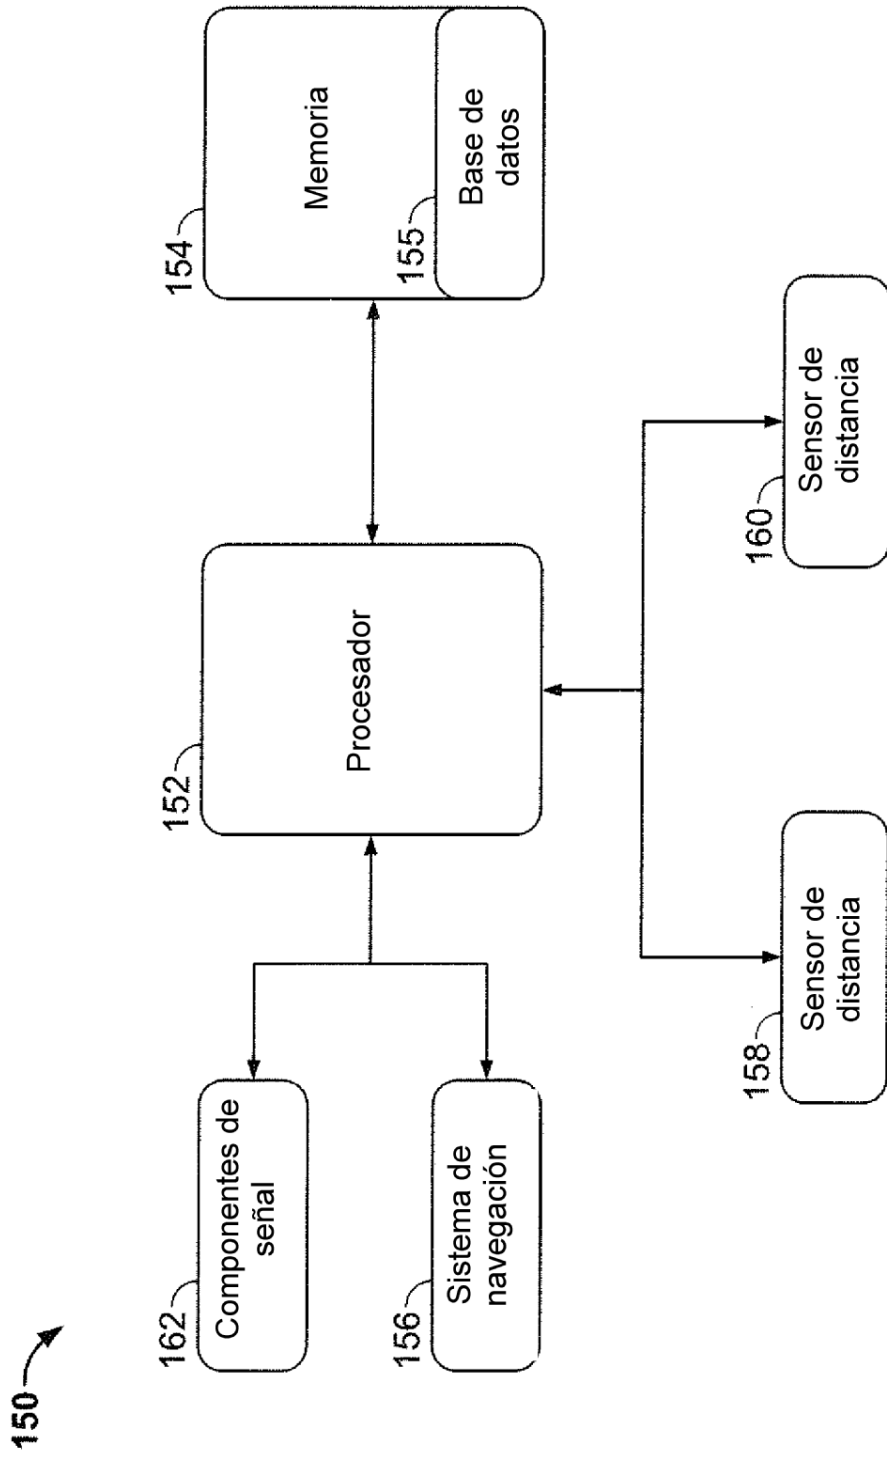 150
162
Componentes de
señal
156
Sistema de
navegación
152
Procesador
154
Memoria
155
Base de
datos
158
Sensor de
distancia
160
Sensor de
distancia